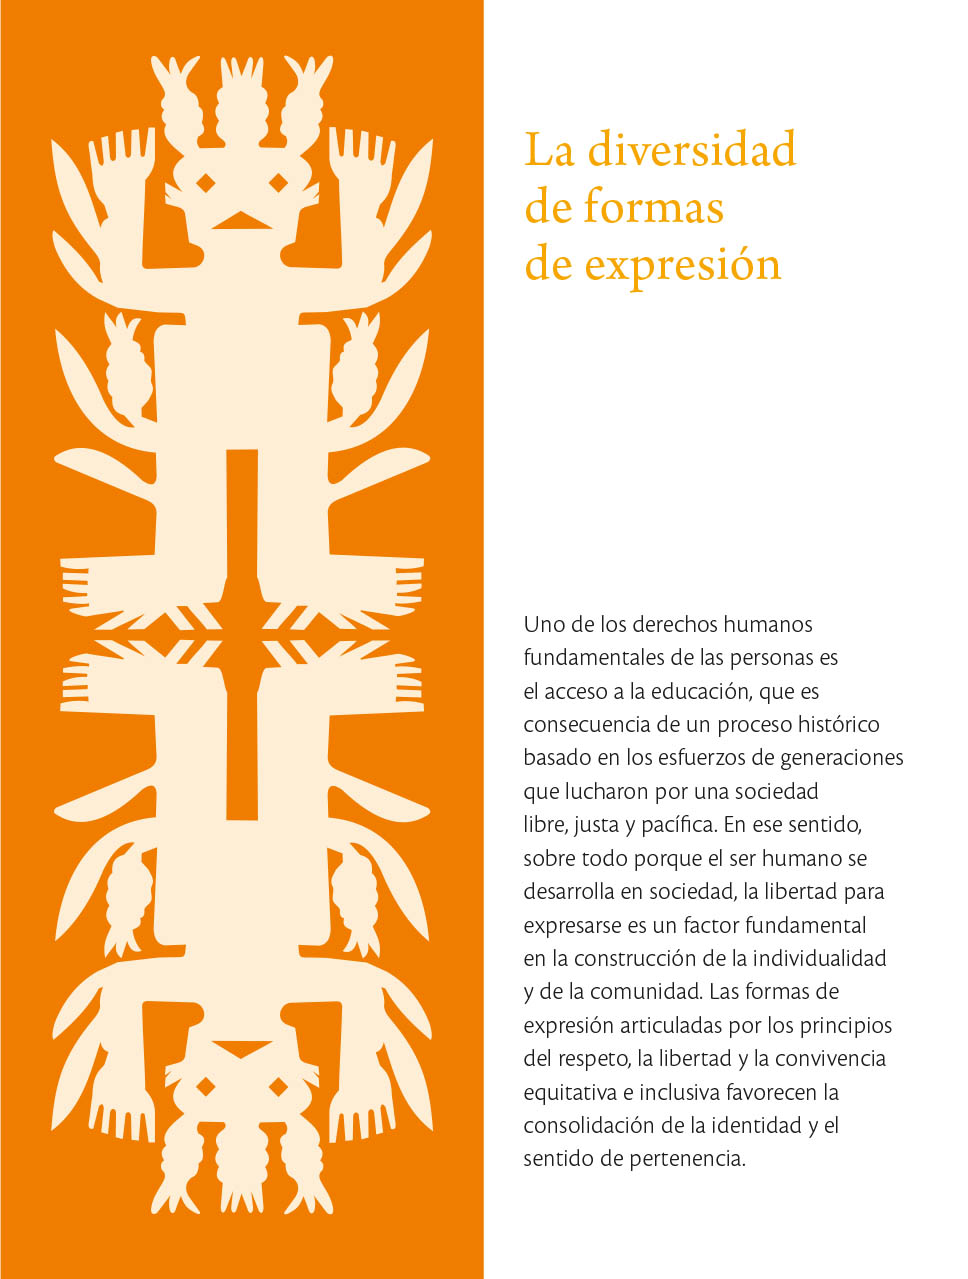 La diversidad
de formas
de expresión
Uno de los derechos humanos
fundamentales de las personas es
el acceso a la educación, que es
consecuencia de un proceso histórico
basado en los esfuerzos de generaciones
que lucharon por una sociedad
libre, justa y pacífica. En ese sentido,
sobre todo porque el ser humano se
desarrolla en sociedad, la libertad para
expresarse es un factor fundamental
en la construcción de la individualidad
y de la comunidad. Las formas de
expresión articuladas por los principios
del respeto, la libertad y la convivencia
equitativa e inclusiva favorecen la
consolidación de la identidad y el
sentido de pertenencia.